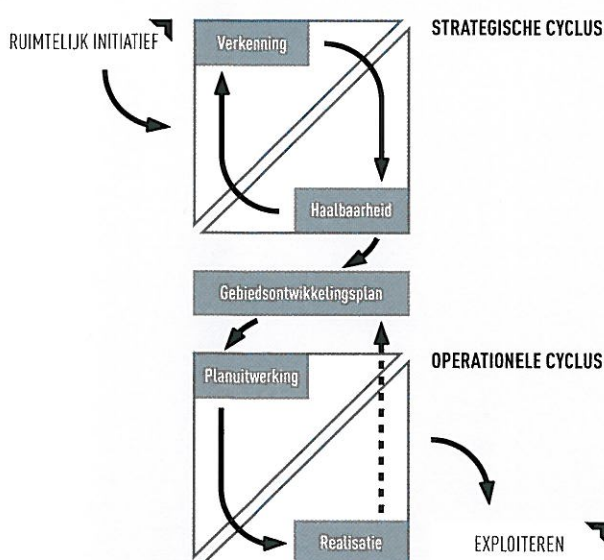 RUIMTELIJK INITIATIEF
Verkenning
STRATEGISCHE CYCLUS
Haalbaarheid
Gebiedsontwikkelingsplan
Planuitwerking
OPERATIONELE CYCLUS
Realisatie
EXPLOITEREN